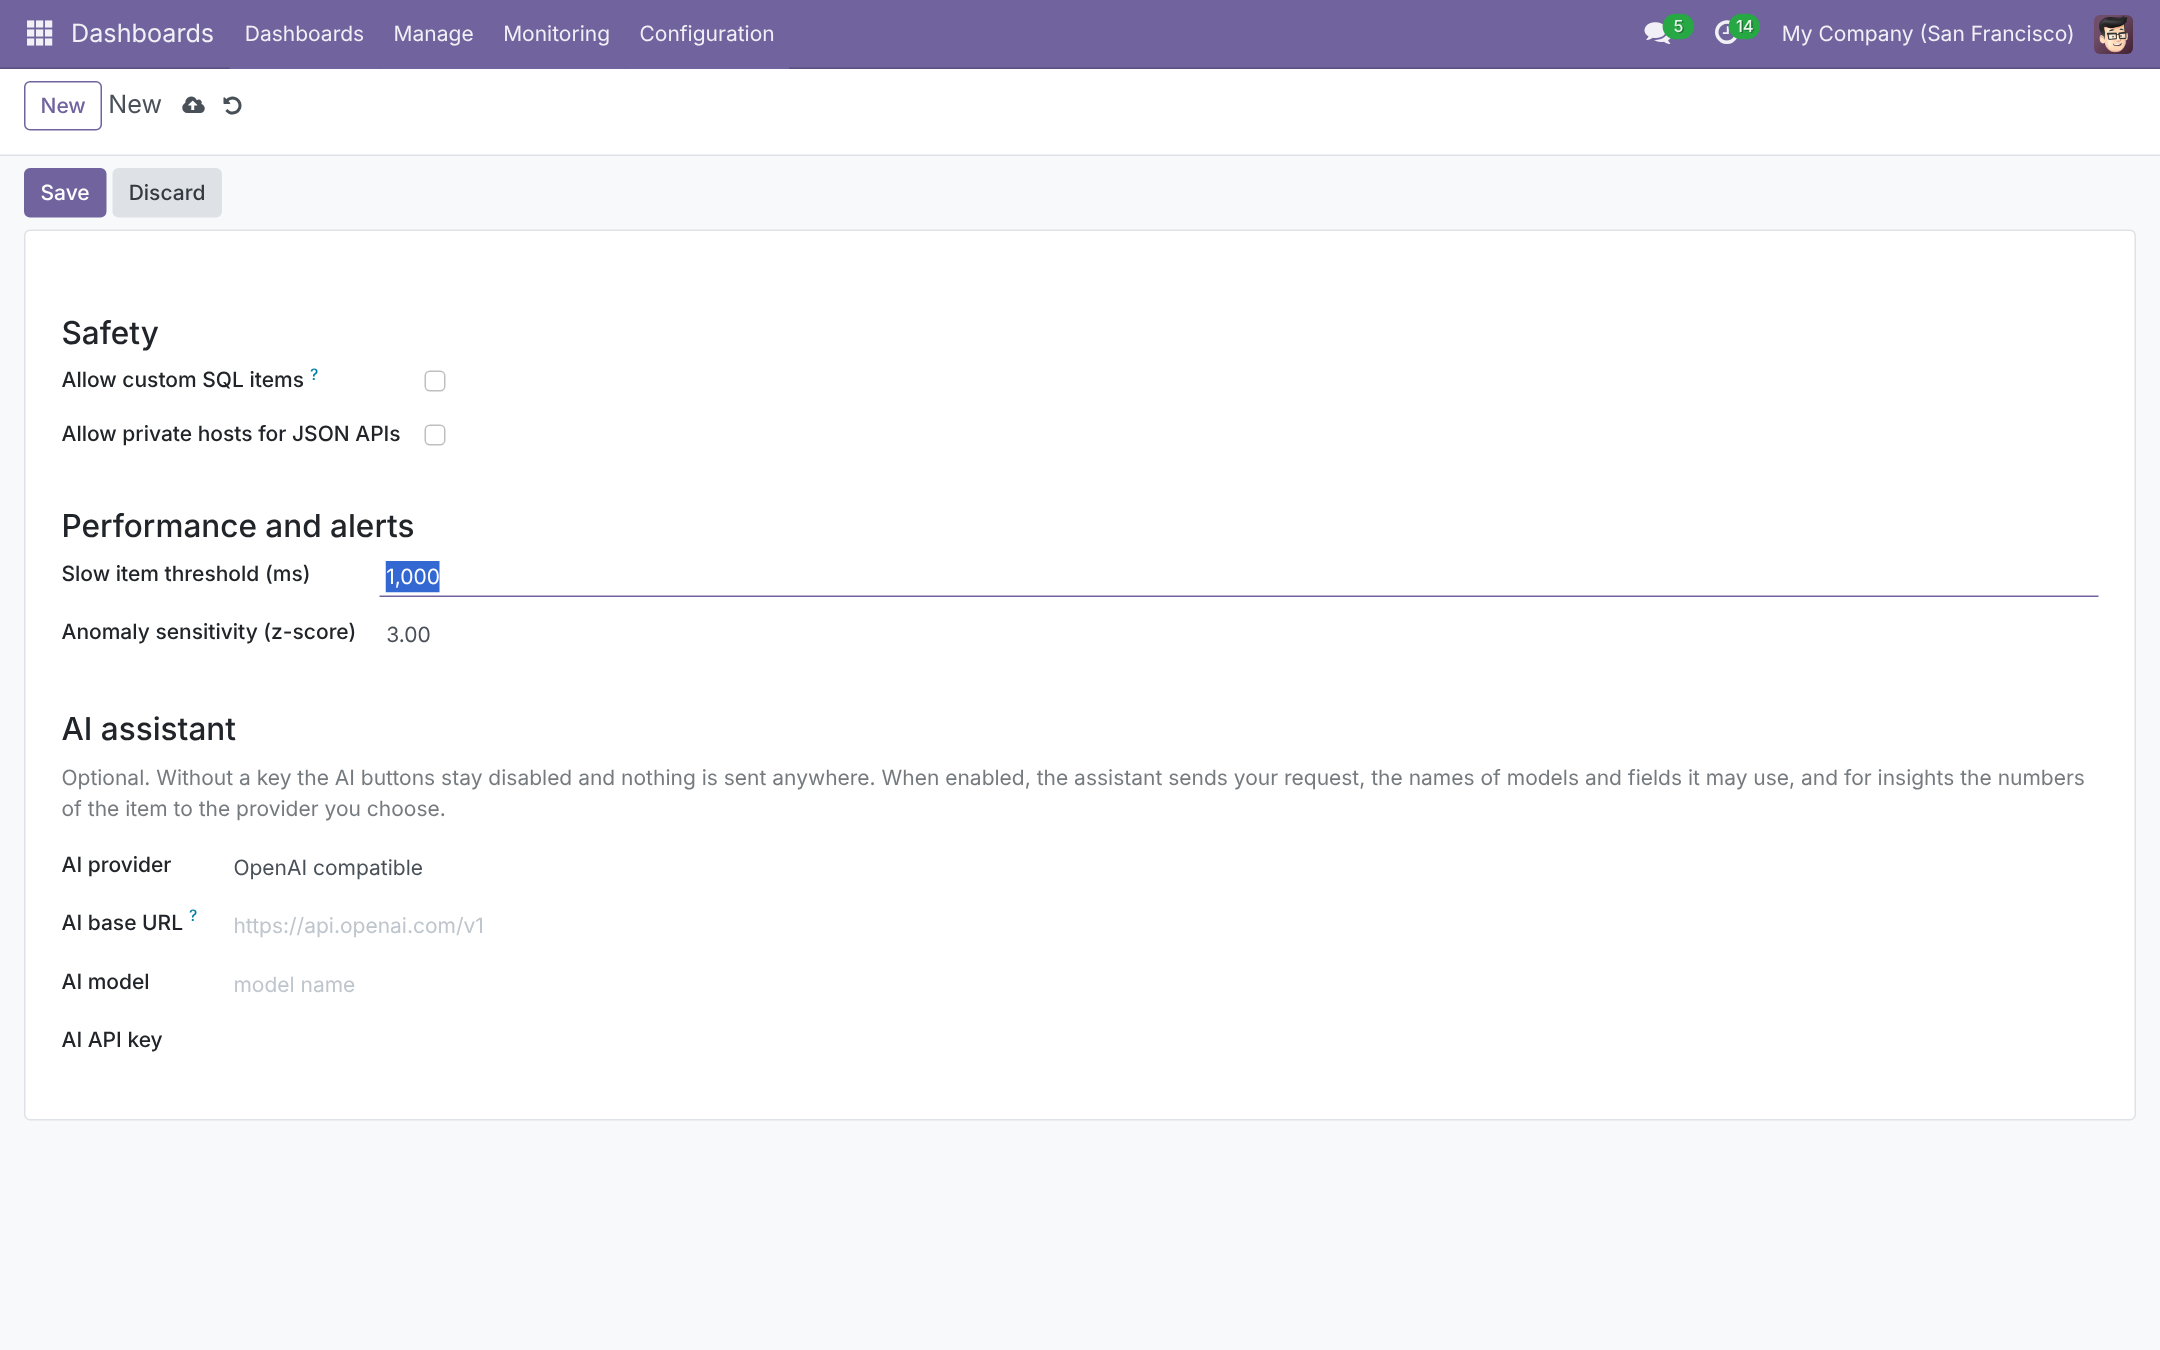 Dashboards Dashboards Manage Monitoring Configuration 5 14 My Company (San Francisco)
New New
Save Discard
Safety
Allow custom SQL items ?
Allow private hosts for JSON APIs
Performance and alerts
Slow item threshold (ms) 1,000
Anomaly sensitivity (z-score) 3.00
AI assistant
Optional. Without a key the AI buttons stay disabled and nothing is sent anywhere. When enabled, the assistant sends your request, the names of models and fields it may use, and for insights the numbers
of the item to the provider you choose.
AI provider OpenAI compatible
AI base URL ? https://api.openai.com/v1
AI model model name
AI API key